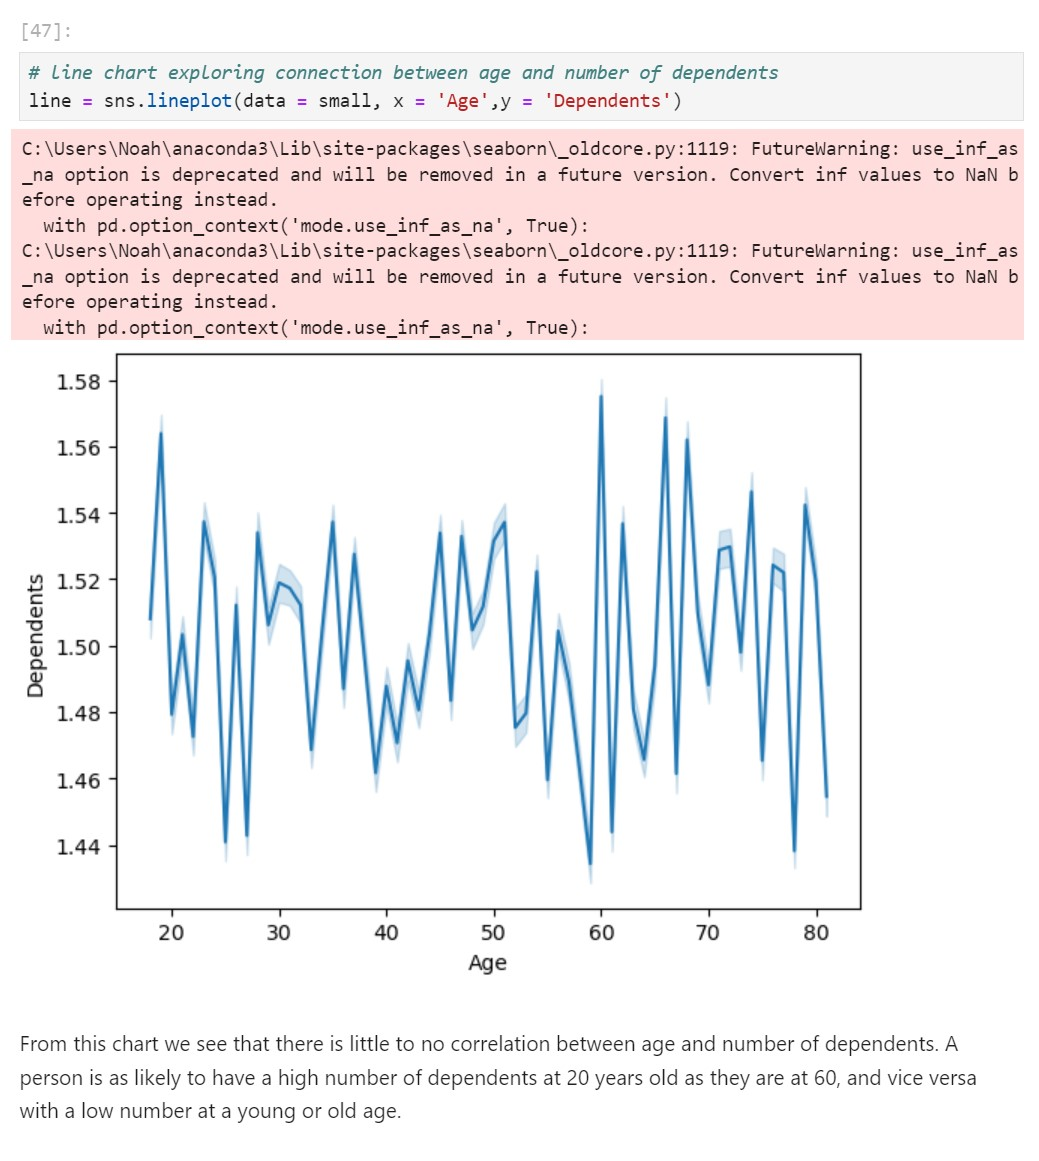 [47]:
# line chart exploring connection between age and number of dependents
line = sns.lineplot(data = small, x = 'Age',y = 'Dependents')
C:\Users\Noah\anaconda3\Lib\site-packages\seaborn\_oldcore.py:1119: FutureWarning: use_inf_as
_na option is deprecated and will be removed in a future version. Convert inf values to NaN b
efore operating instead.
  with pd.option_context('mode.use_inf_as_na', True):
C:\Users\Noah\anaconda3\Lib\site-packages\seaborn\_oldcore.py:1119: FutureWarning: use_inf_as
_na option is deprecated and will be removed in a future version. Convert inf values to NaN b
efore operating instead.
  with pd.option_context('mode.use_inf_as_na', True):
1.58
1.56
1.54
1.52
1.50
1.48
1.46
1.44
Dependents
20 30 40 50 60 70 80
Age
From this chart we see that there is little to no correlation between age and number of dependents. A
person is as likely to have a high number of dependents at 20 years old as they are at 60, and vice versa
with a low number at a young or old age.